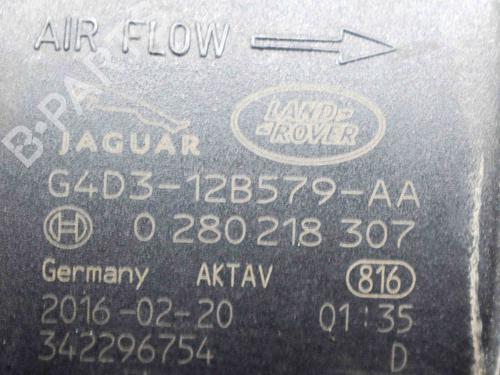 AIR FLOW
JAGUAR
LAND-
-ROVER
G4D3-12B579-AA
0 280 218 307
Germany AKTAV 816
2016-02-20 01:35
342296754 D
B-PARTS